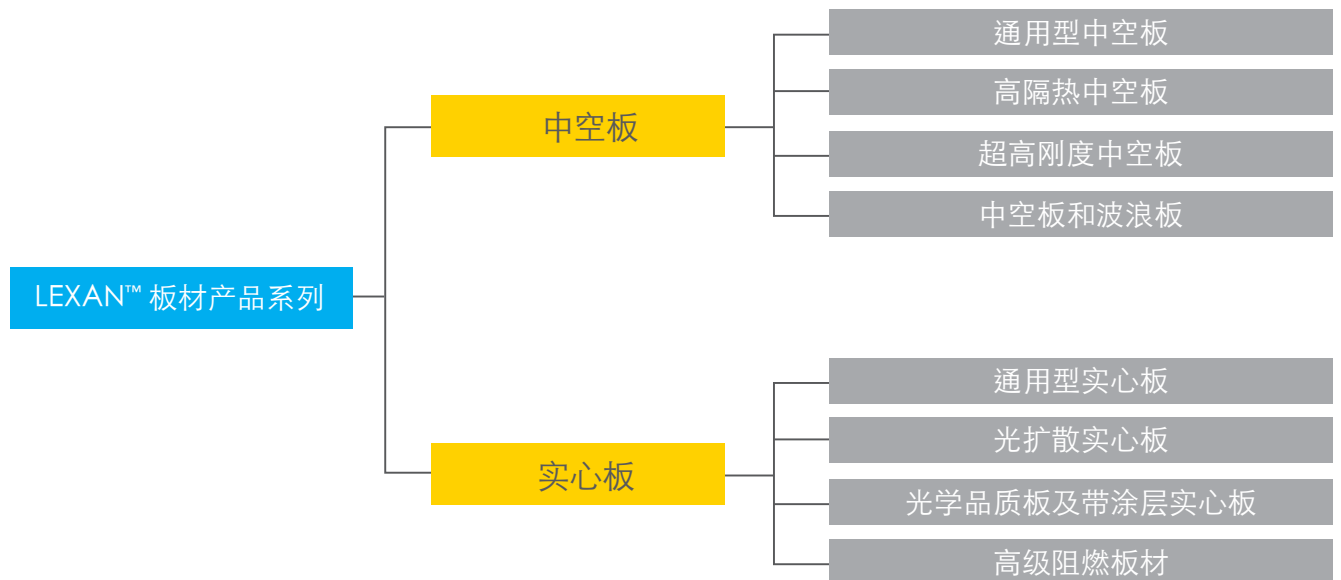 LEXAN™ 板材产品系列
中空板
通用型中空板
高隔热中空板
超高刚度中空板
中空板和波浪板
实心板
通用型实心板
光扩散实心板
光学品质板及带涂层实心板
高级阻燃板材